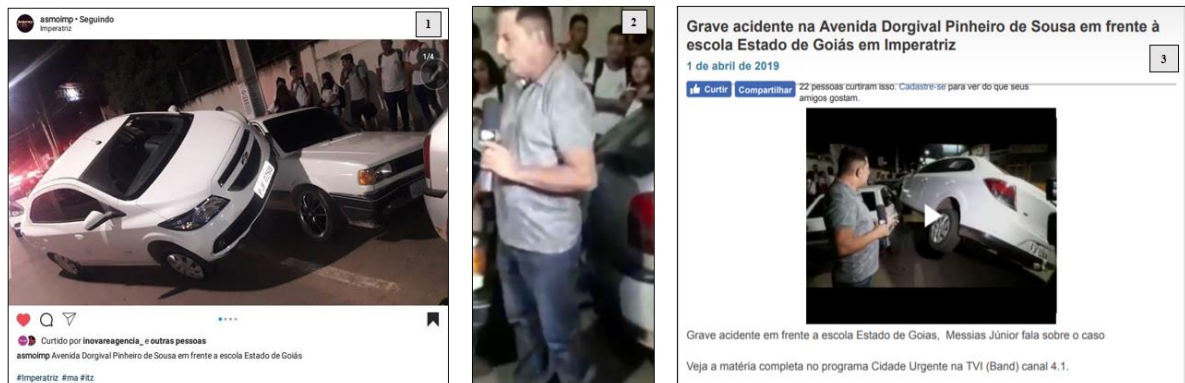 asmoimp • Seguindo
Imperatriz
1
1/4
Curtido por inovareagencia_ e outras pessoas
asmoimp Avenida Dorgival Pinheiro de Sousa em frente a escola Estado de Goiás
#Imperatriz #ma #itz
2
Grave acidente na Avenida Dorgival Pinheiro de Sousa em frente à
escola Estado de Goiás em Imperatriz
3
1 de abril de 2019
Curtir Compartilhar 22 pessoas curtiram isso. Cadastre-se para ver do que seus
amigos gostam.
Grave acidente em frente a escola Estado de Goias, Messias Júnior fala sobre o caso
Veja a matéria completa no programa Cidade Urgente na TVI (Band) canal 4.1.